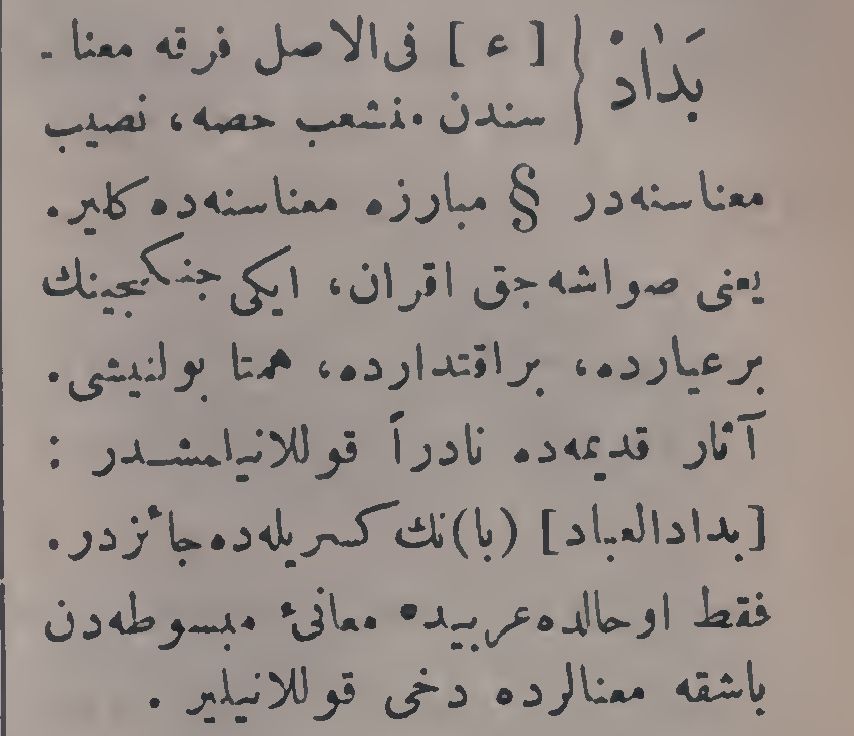 بَدَادْ { [ ع ] فی‌الاصل فرقه معنا-
سندن منشعب حصه، نصیب
معناسنه‌در § مبارزه معناسنه‌ده کلیر.
یعنی صواشه‌جق اقران، ایکی جنکجینك
برعیارده، براقتدارده، همتا بولنیشی.
آثار قدیمه‌ده نادراً قوللانیلمشدر :
[بدادالعباد] (با)نك کسریله‌ده جائزدر.
فقط اوحالده عربیده معانیٔ مبسوطه‌دن
باشقه معنالرده دخی قوللانیلیر .